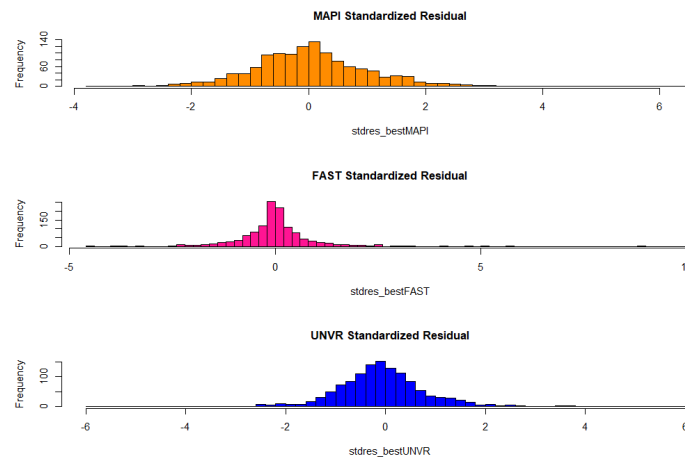 MAPI Standardized Residual
Frequency
0 60 140
-4 -2 0 2 4 6
stdres_bestMAPI
FAST Standardized Residual
Frequency
0 150
-5 0 5 1
stdres_bestFAST
UNVR Standardized Residual
Frequency
0 100
-6 -4 -2 0 2 4 6
stdres_bestUNVR